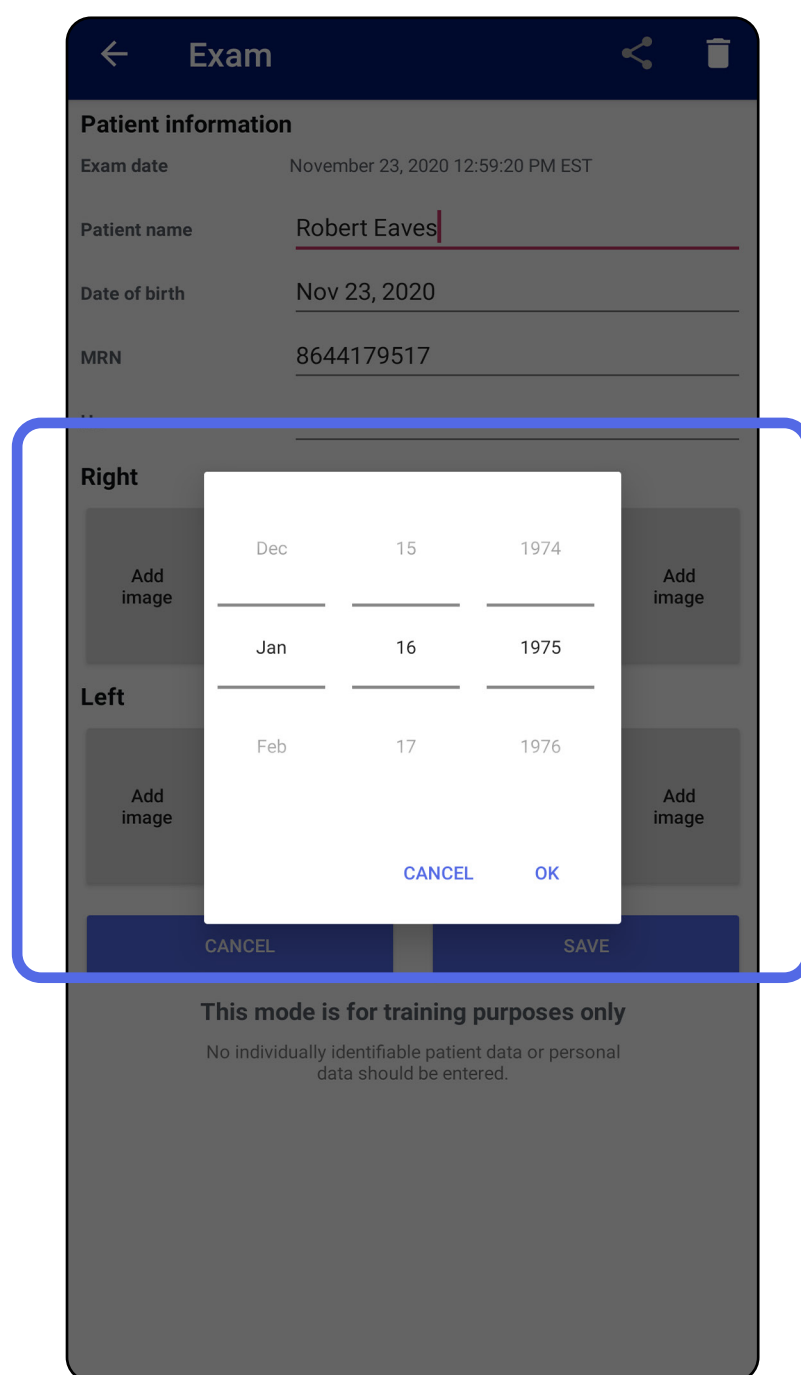 Exam
Patient information
Exam date November 23, 2020 12:59:20 PM EST
Patient name Robert Eaves
Date of birth Nov 23, 2020
MRN 8644179517
Right
Add
image
Add
image
Dec 15 1974
Jan 16 1975
Feb 17 1976
CANCEL OK
Left
Add
image
Add
image
CANCEL SAVE
This mode is for training purposes only
No individually identifiable patient data or personal
data should be entered.